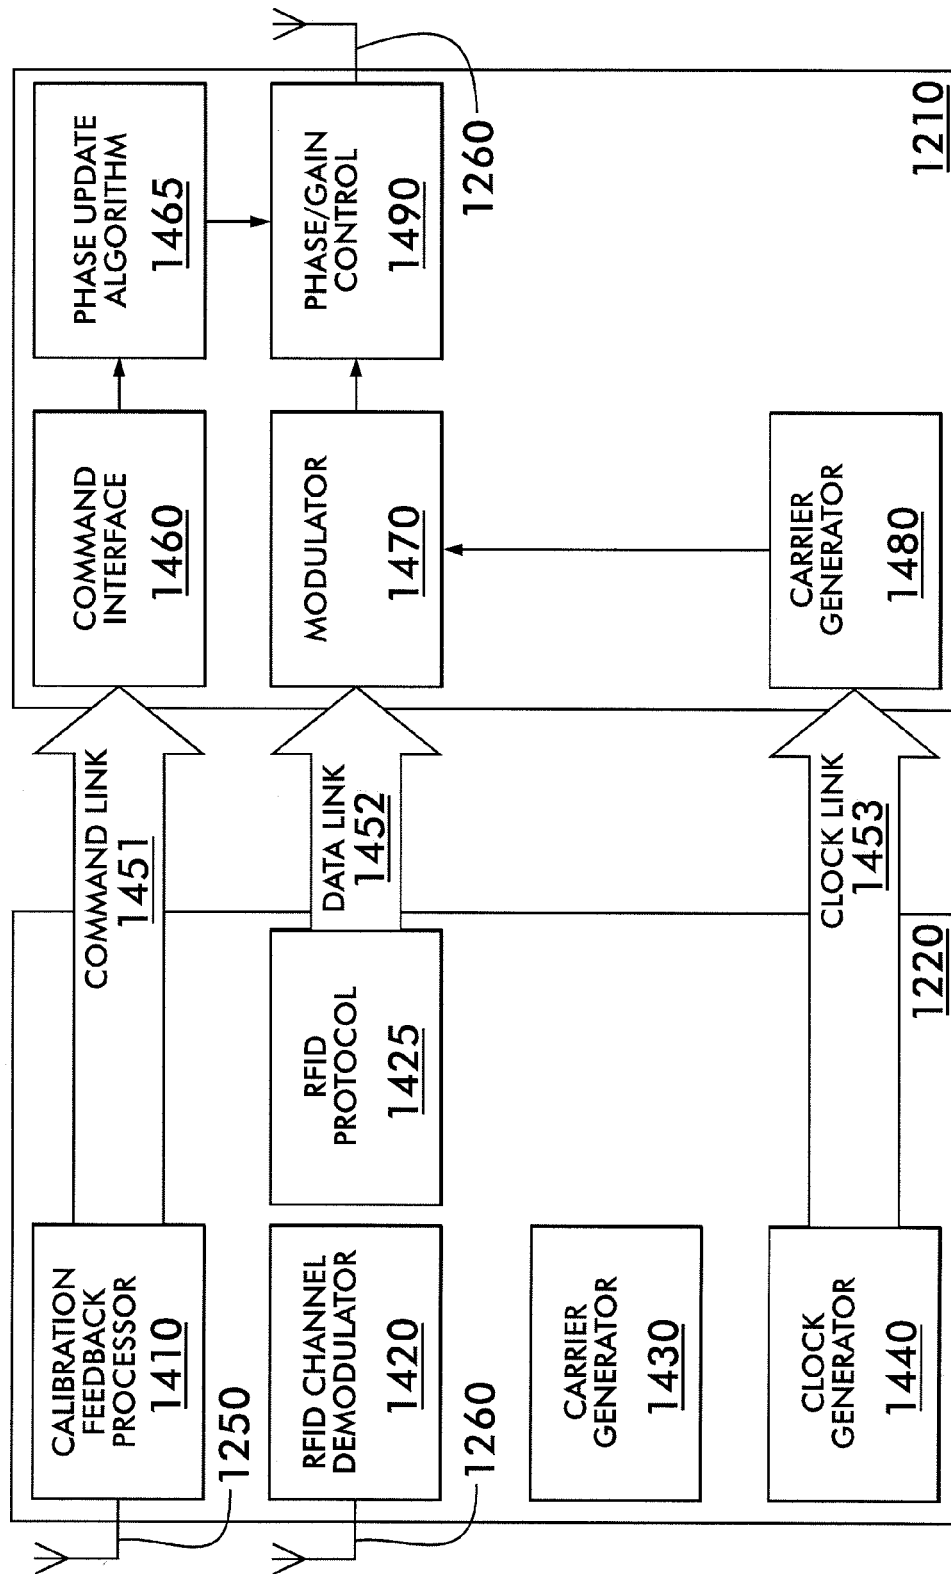 CALIBRATION
FEEDBACK
PROCESSOR
1410
1250
RFID CHANNEL
DEMODULATOR
1420
1260
CARRIER
GENERATOR
1430
CLOCK
GENERATOR
1440
RFID
PROTOCOL
1425
1220
COMMAND LINK
1451
DATA LINK
1452
CLOCK LINK
1453
COMMAND
INTERFACE
1460
MODULATOR
1470
CARRIER
GENERATOR
1480
PHASE UPDATE
ALGORITHM
1465
PHASE/GAIN
CONTROL
1490
1260
1210